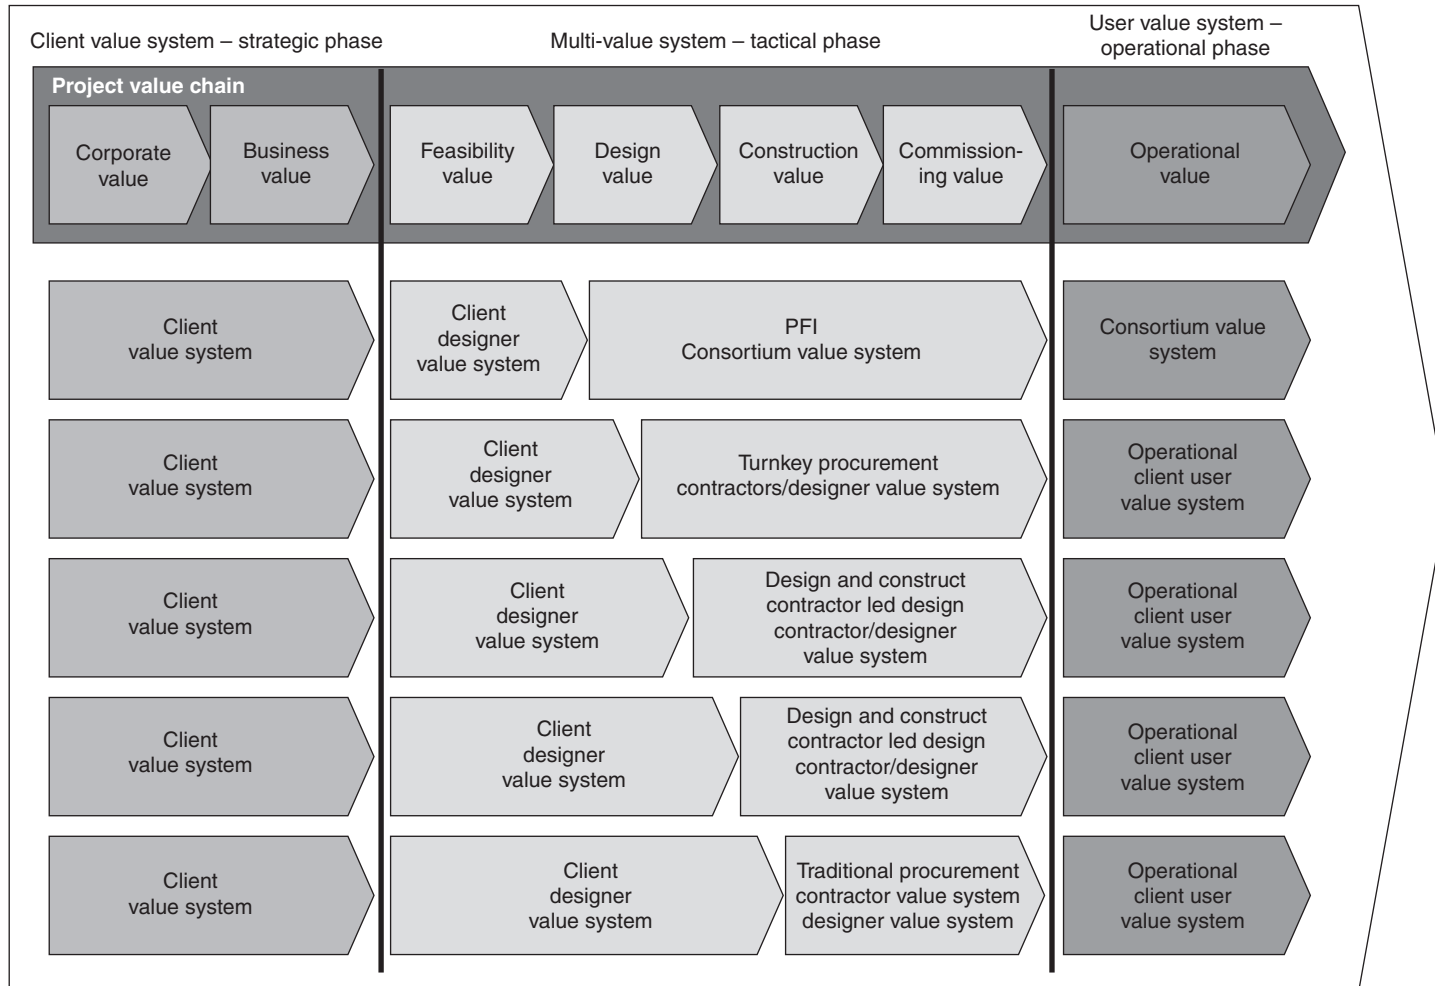 Client value system – strategic phase
Multi-value system – tactical phase
User value system –
operational phase
Project value chain
Corporate
value
Business
value
Feasibility
value
Design
value
Construction
value
Commission-
ing value
Operational
value
Client
value system
Client
designer
value system
PFI
Consortium value system
Consortium value
system
Client
value system
Client
designer
value system
Turnkey procurement
contractors/designer value system
Operational
client user
value system
Client
value system
Client
designer
value system
Design and construct
contractor led design
contractor/designer
value system
Operational
client user
value system
Client
value system
Client
designer
value system
Design and construct
contractor led design
contractor/designer
value system
Operational
client user
value system
Client
value system
Client
designer
value system
Traditional procurement
contractor value system
designer value system
Operational
client user
value system